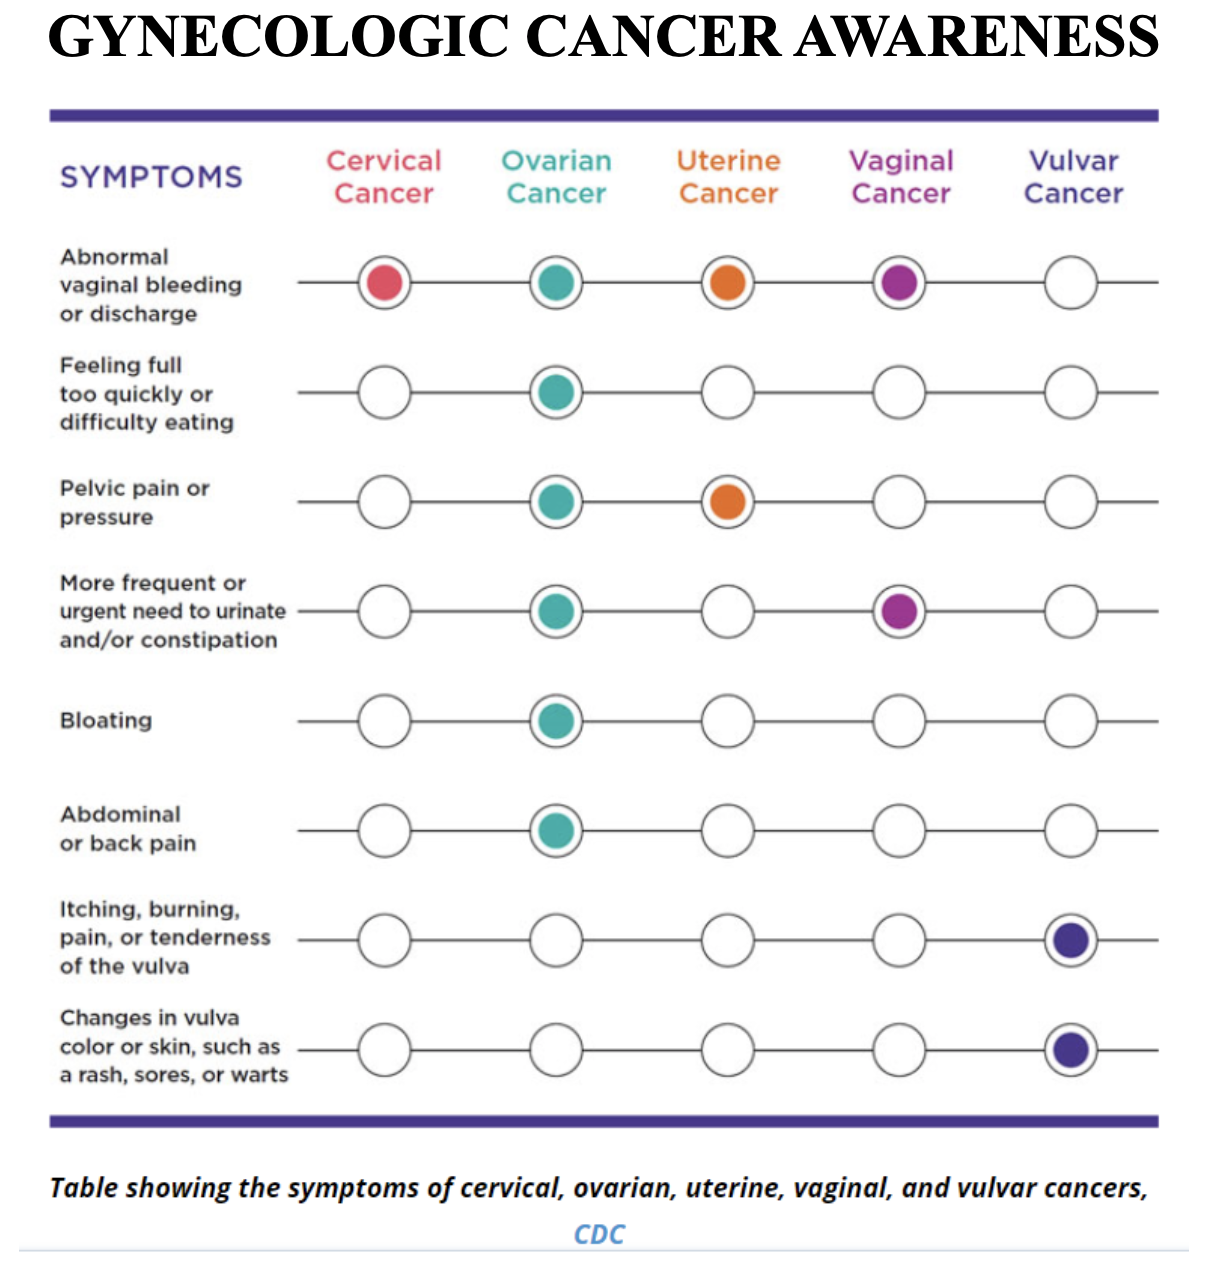 GYNECOLOGIC CANCER AWARENESS
SYMPTOMS
Cervical
Cancer
Ovarian
Cancer
Uterine
Cancer
Vaginal
Cancer
Vulvar
Cancer
Abnormal
vaginal bleeding
or discharge
Feeling full
too quickly or
difficulty eating
Pelvic pain or
pressure
More frequent or
urgent need to urinate
and/or constipation
Bloating
Abdominal
or back pain
Itching, burning,
pain, or tenderness
of the vulva
Changes in vulva
color or skin, such as
a rash, sores, or warts
Table showing the symptoms of cervical, ovarian, uterine, vaginal, and vulvar cancers,
CDC